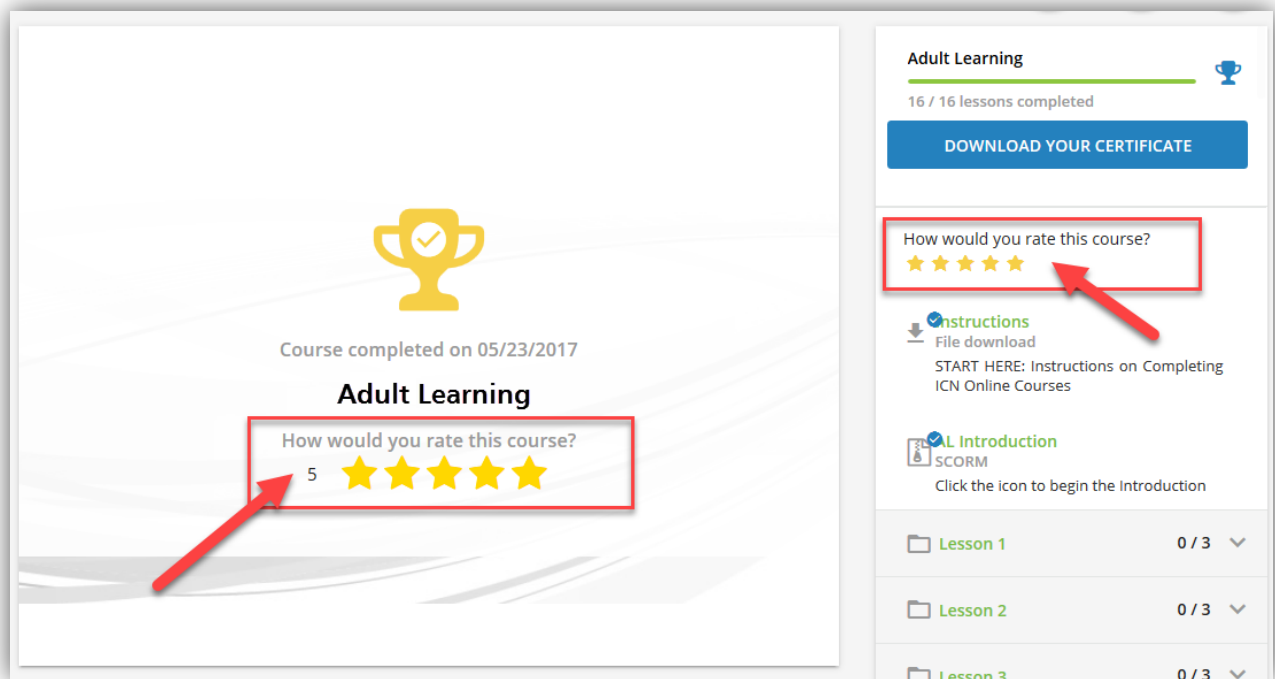 Course completed on 05/23/2017
Adult Learning
How would you rate this course?
5
Adult Learning
16 / 16 lessons completed
DOWNLOAD YOUR CERTIFICATE
How would you rate this course?
Instructions
File download
START HERE: Instructions on Completing
ICN Online Courses
AL Introduction
SCORM
Click the icon to begin the Introduction
Lesson 1 0 / 3
Lesson 2 0 / 3
Lesson 3 0 / 3